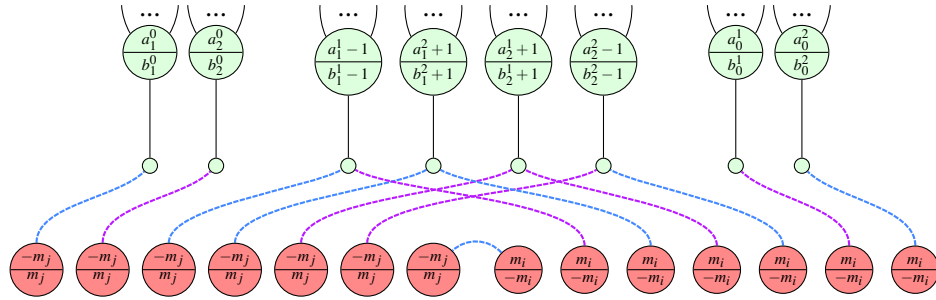 ... ... ... ... ... ... ... ...
a_1^0 a_2^0 a_1^1 − 1 a_1^2 + 1 a_2^1 + 1 a_2^2 − 1 a_0^1 a_0^2
b_1^0 b_2^0 b_1^1 − 1 b_1^2 + 1 b_2^1 + 1 b_2^2 − 1 b_0^1 b_0^2
−m_j −m_j −m_j −m_j −m_j −m_j −m_j m_i m_i m_i m_i m_i m_i m_i
m_j m_j m_j m_j m_j m_j m_j −m_i −m_i −m_i −m_i −m_i −m_i −m_i